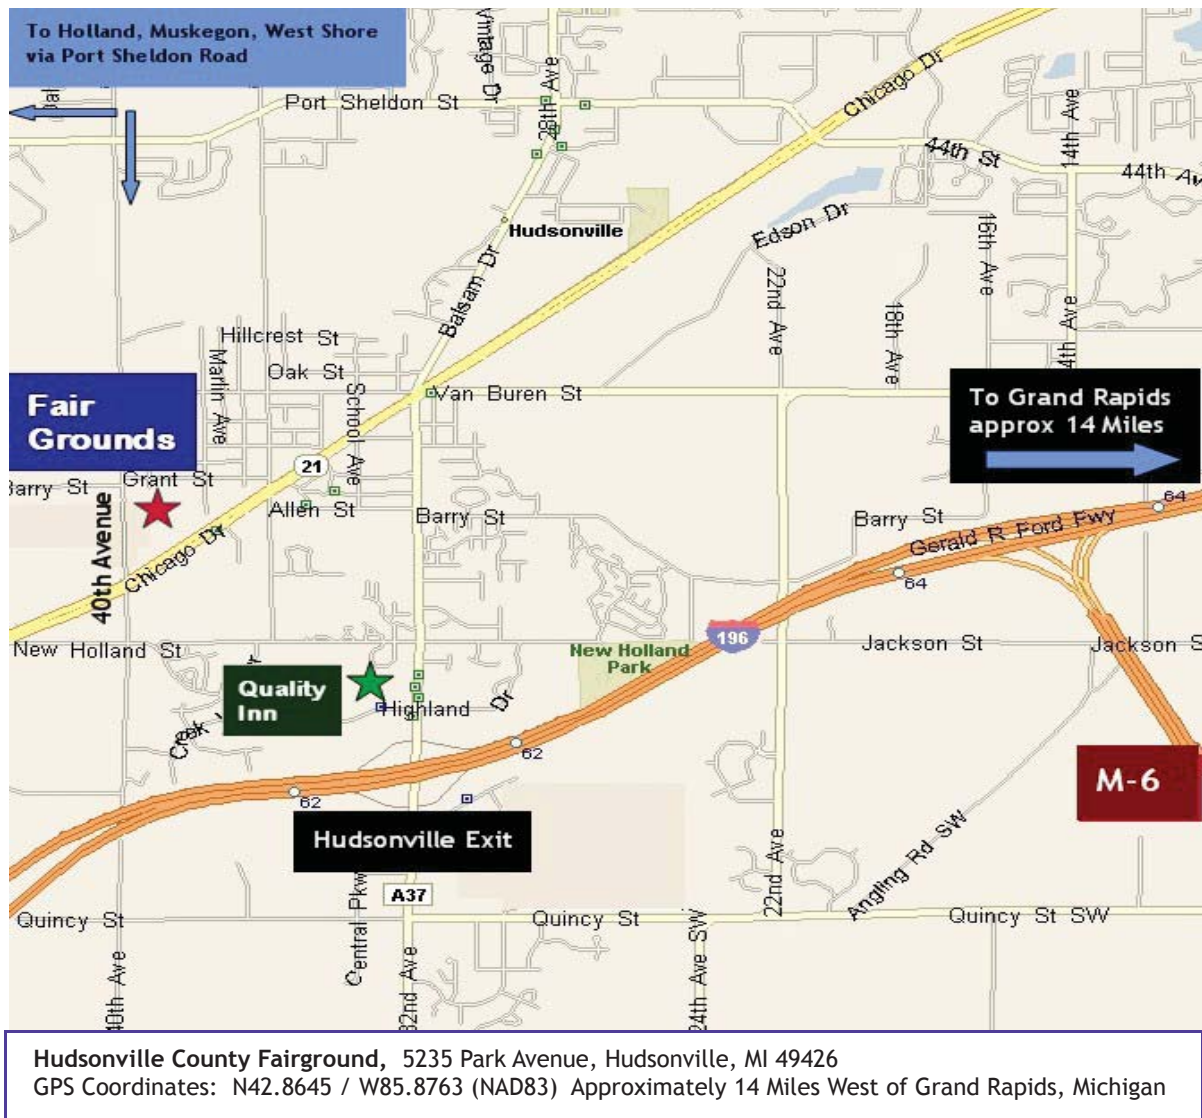 To Holland, Muskegon, West Shore
via Port Sheldon Road
Vintage Dr
28th Ave
Port Sheldon St
Chicago Dr
44th St
14th Ave
44th Av
Hudsonville
Edson Dr
16th Ave
Balsam Dr
22nd Ave
18th Ave
4th Ave
Hillcrest St
Marlin Ave
Oak St
School Ave
Van Buren St
Fair
Grounds
To Grand Rapids
approx 14 Miles
21
Grant St
Barry St
40th Avenue
Allen St
Barry St
Barry St
64
Gerald R Ford Fwy
Chicago Dr
64
196
New Holland St
Jackson St
Jackson S
New Holland
Park
Quality
Inn
Highland Dr
Creek
62
62
M-6
Hudsonville Exit
Angling Rd SW
22nd Ave
A37
Central Pkw
Quincy St
Quincy St
Quincy St SW
40th Ave
32nd Ave
24th Ave SW
Hudsonville County Fairground, 5235 Park Avenue, Hudsonville, MI 49426
GPS Coordinates: N42.8645 / W85.8763 (NAD83) Approximately 14 Miles West of Grand Rapids, Michigan